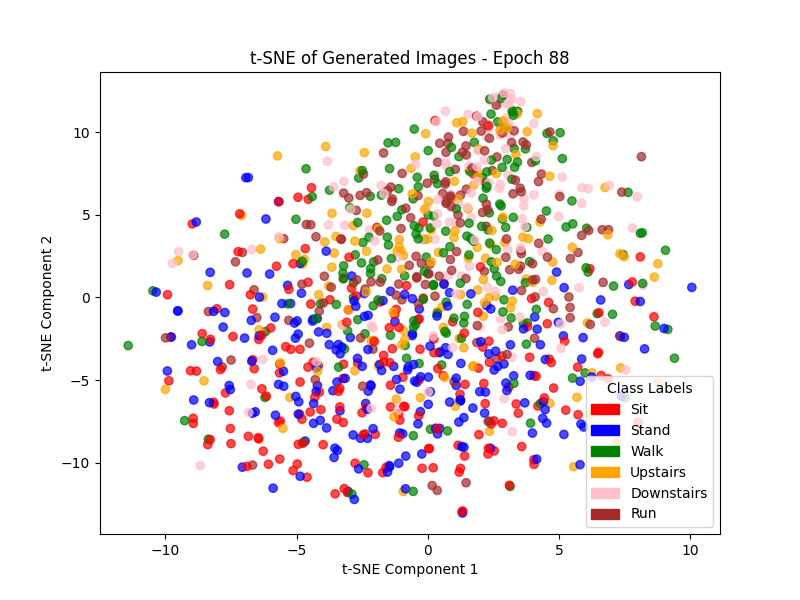 t-SNE of Generated Images - Epoch 88
t-SNE Component 2
10
5
0
−5
−10
−10
−5
0
5
10
t-SNE Component 1
Class Labels
Sit
Stand
Walk
Upstairs
Downstairs
Run